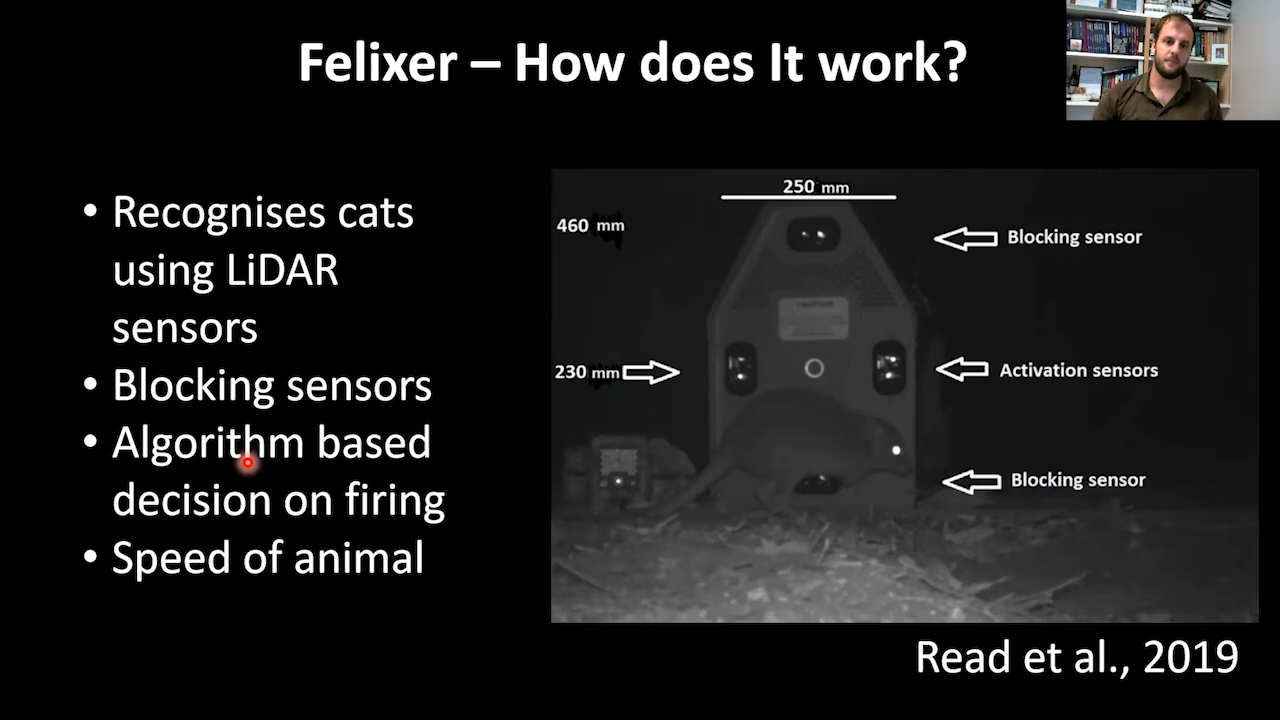 Felixer – How does It work?
• Recognises cats
using LiDAR
sensors
• Blocking sensors
• Algorithm based
decision on firing
• Speed of animal
250 mm
460 mm
Blocking sensor
230 mm
Activation sensors
Blocking sensor
Read et al., 2019